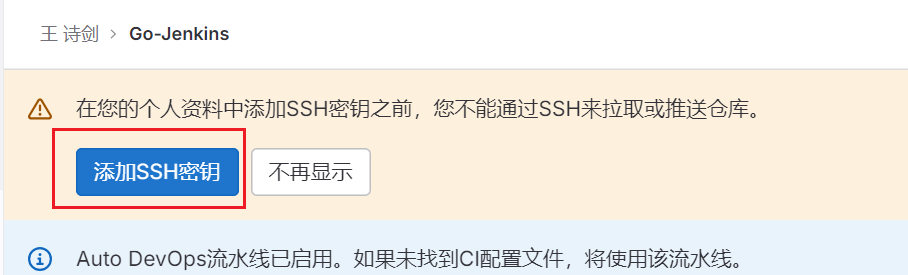 王 诗剑 › Go-Jenkins
在您的个人资料中添加SSH密钥之前，您不能通过SSH来拉取或推送仓库。
添加SSH密钥 不再显示
Auto DevOps流水线已启用。如果未找到CI配置文件，将使用该流水线。